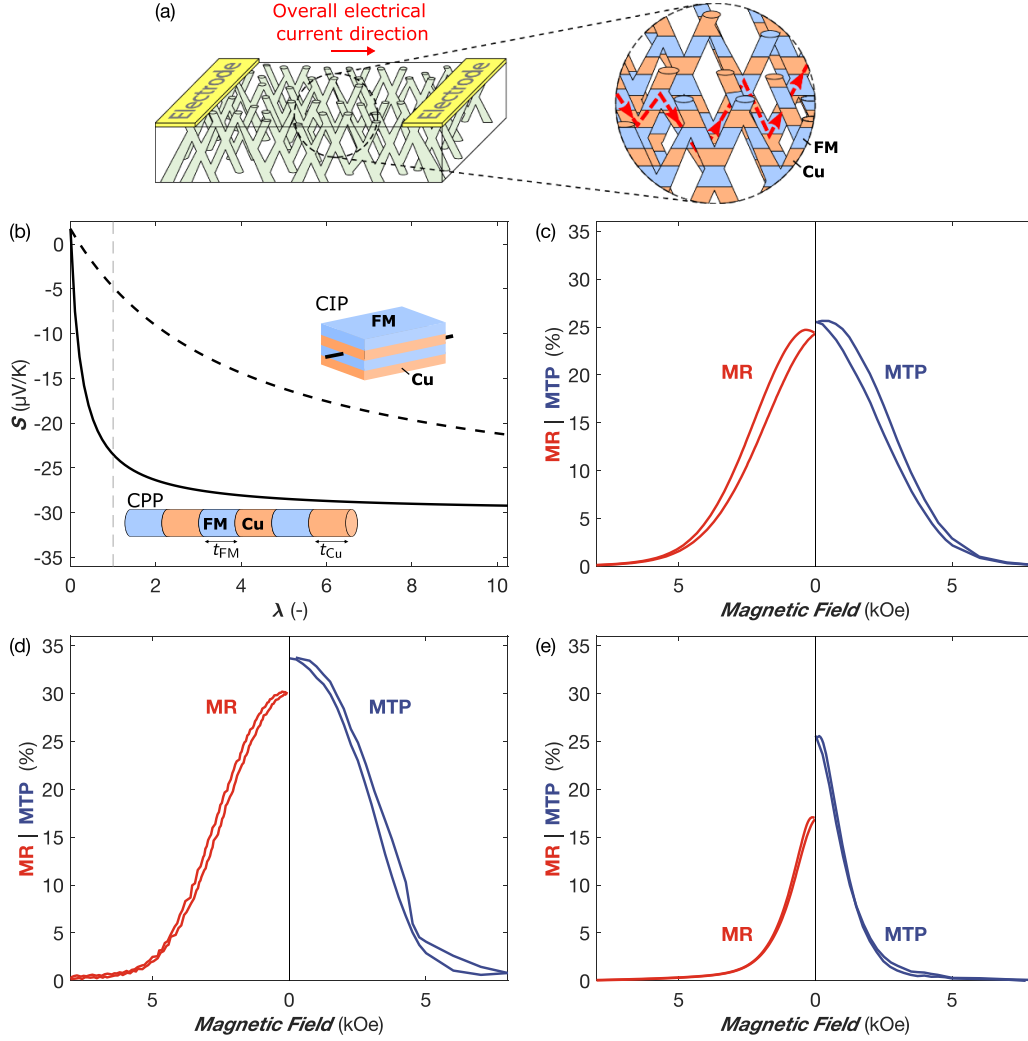 (a)
Overall electrical
current direction
Electrode
Electrode
FM
Cu
(b)
0
-5
-10
-15
-20
-25
-30
-35
S (μV/K)
CIP
FM
Cu
CPP
FM
Cu
tFM
tCu
0
2
4
6
8
10
λ (-)
(c)
35
30
25
20
15
10
5
0
MR | MTP (%)
MR
MTP
5
0
5
Magnetic Field (kOe)
(d)
35
30
25
20
15
10
5
0
MR | MTP (%)
MR
MTP
5
0
5
Magnetic Field (kOe)
(e)
35
30
25
20
15
10
5
0
MR | MTP (%)
MR
MTP
5
0
5
Magnetic Field (kOe)